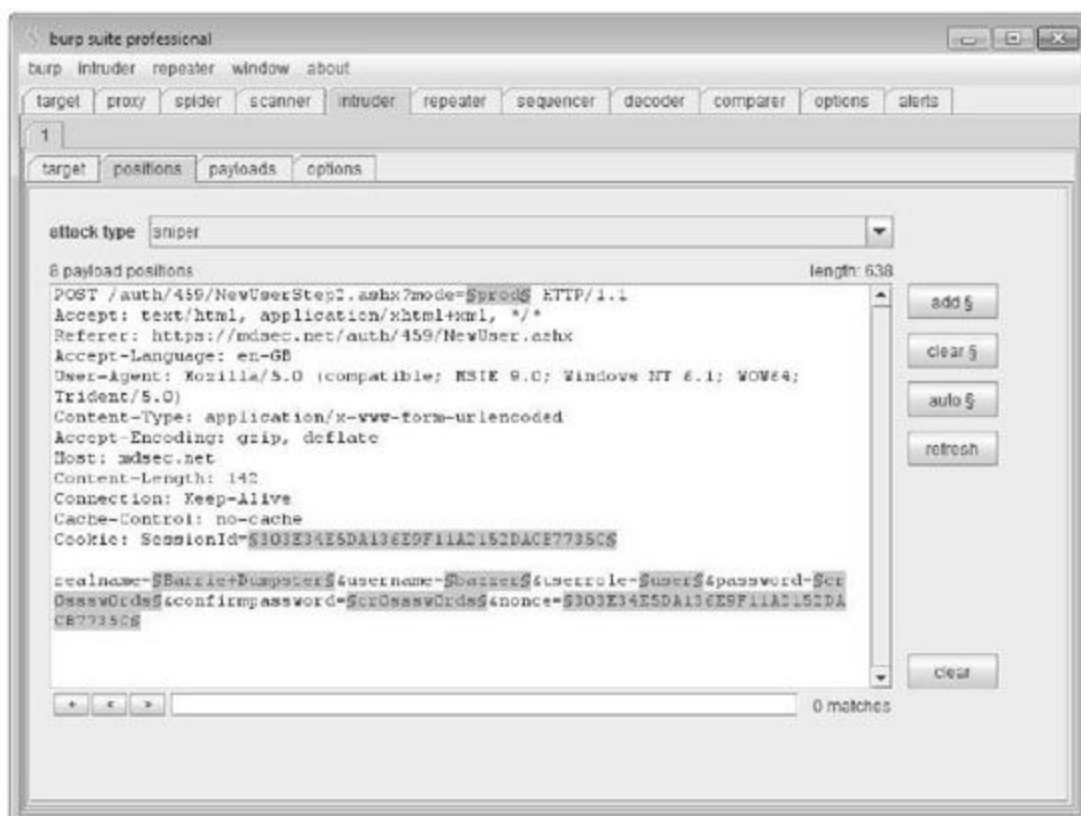 burp suite professional
burp intruder repeater window about
target proxy spider scanner intruder repeater sequencer decoder comparer options alerts
1
target positions payloads options
attack type sniper
8 payload positions length: 638
POST /auth/459/NewUserStep2.ashx?mode=§prod§ HTTP/1.1
Accept: text/html, application/xhtml+xml, */*
Referer: https://mdsec.net/auth/459/NewUser.ashx
Accept-Language: en-GB
User-Agent: Mozilla/5.0 (compatible; MSIE 9.0; Windows NT 6.1; WOW64;
Trident/5.0)
Content-Type: application/x-www-form-urlencoded
Accept-Encoding: gzip, deflate
Host: mdsec.net
Content-Length: 142
Connection: Keep-Alive
Cache-Control: no-cache
Cookie: SessionId=§303E34E5DA136E9F11A2152DACB7735C§
realname=§Barrie+Dumpster§&username=§bazzer§&userrole=§user§&password=§cr
0sssw0rds§&confirmpassword=§cr0sssw0rds§&nonce=§303E34E5DA136E9F11A2152DA
CB7735C§
add §
clear §
auto §
refresh
clear
+ < > 0 matches